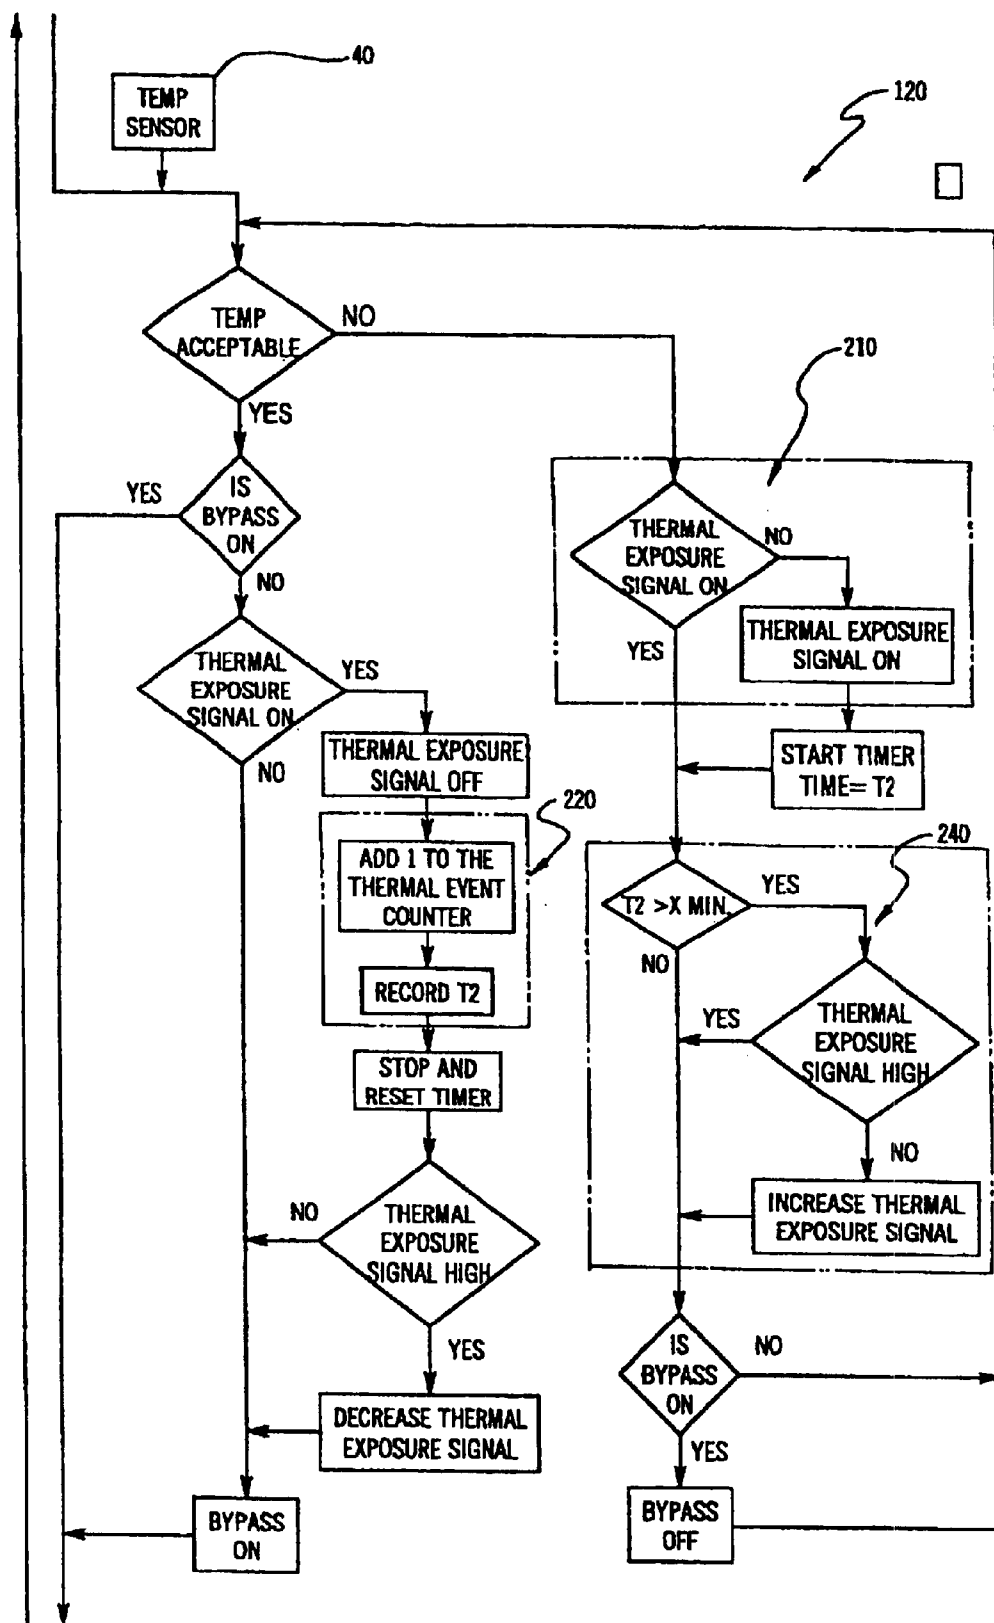 40
TEMP
SENSOR
120
TEMP
ACCEPTABLE
NO
210
YES
YES
IS
BYPASS
ON
NO
THERMAL
EXPOSURE
SIGNAL ON
NO
THERMAL EXPOSURE
SIGNAL ON
YES
THERMAL
EXPOSURE
SIGNAL ON
YES
NO
THERMAL EXPOSURE
SIGNAL OFF
START TIMER
TIME= T2
220
240
ADD 1 TO THE
THERMAL EVENT
COUNTER
T2 >X MIN.
YES
NO
RECORD T2
THERMAL
EXPOSURE
SIGNAL HIGH
YES
STOP AND
RESET TIMER
NO
NO
THERMAL
EXPOSURE
SIGNAL HIGH
INCREASE THERMAL
EXPOSURE SIGNAL
YES
IS
BYPASS
ON
NO
DECREASE THERMAL
EXPOSURE SIGNAL
YES
BYPASS
ON
BYPASS
OFF